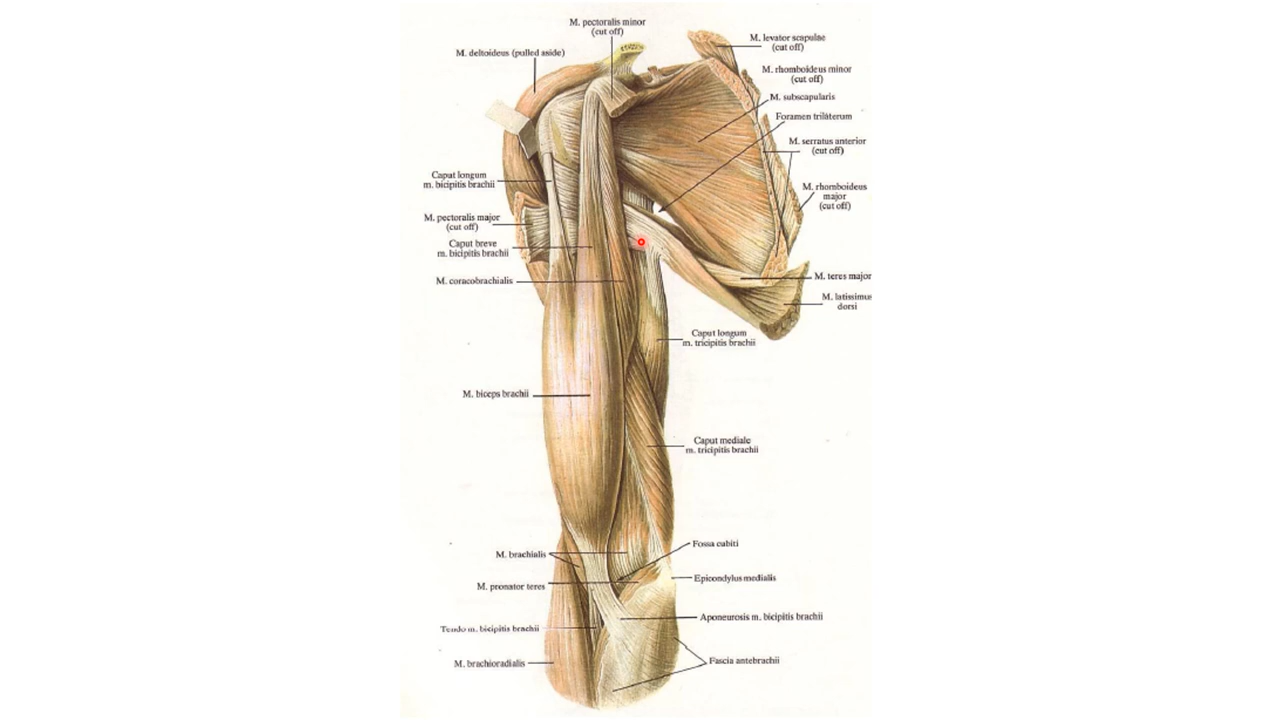 M. pectoralis minor
(cut off)
M. deltoideus (pulled aside)
M. levator scapulae
(cut off)
M. rhomboideus minor
(cut off)
M. subscapularis
Foramen trilaterum
M. serratus anterior
(cut off)
Caput longum
m. bicipitis brachii
M. rhomboideus
major
(cut off)
M. pectoralis major
(cut off)
Caput breve
m. bicipitis brachii
M. coracobrachialis
M. teres major
M. latissimus
dorsi
Caput longum
m. tricipitis brachii
M. biceps brachii
Caput mediale
m. tricipitis brachii
M. brachialis
Fossa cubiti
M. pronator teres
Epicondylus medialis
Aponeurosis m. bicipitis brachii
Tendo m. bicipitis brachii
M. brachioradialis
Fascia antebrachii